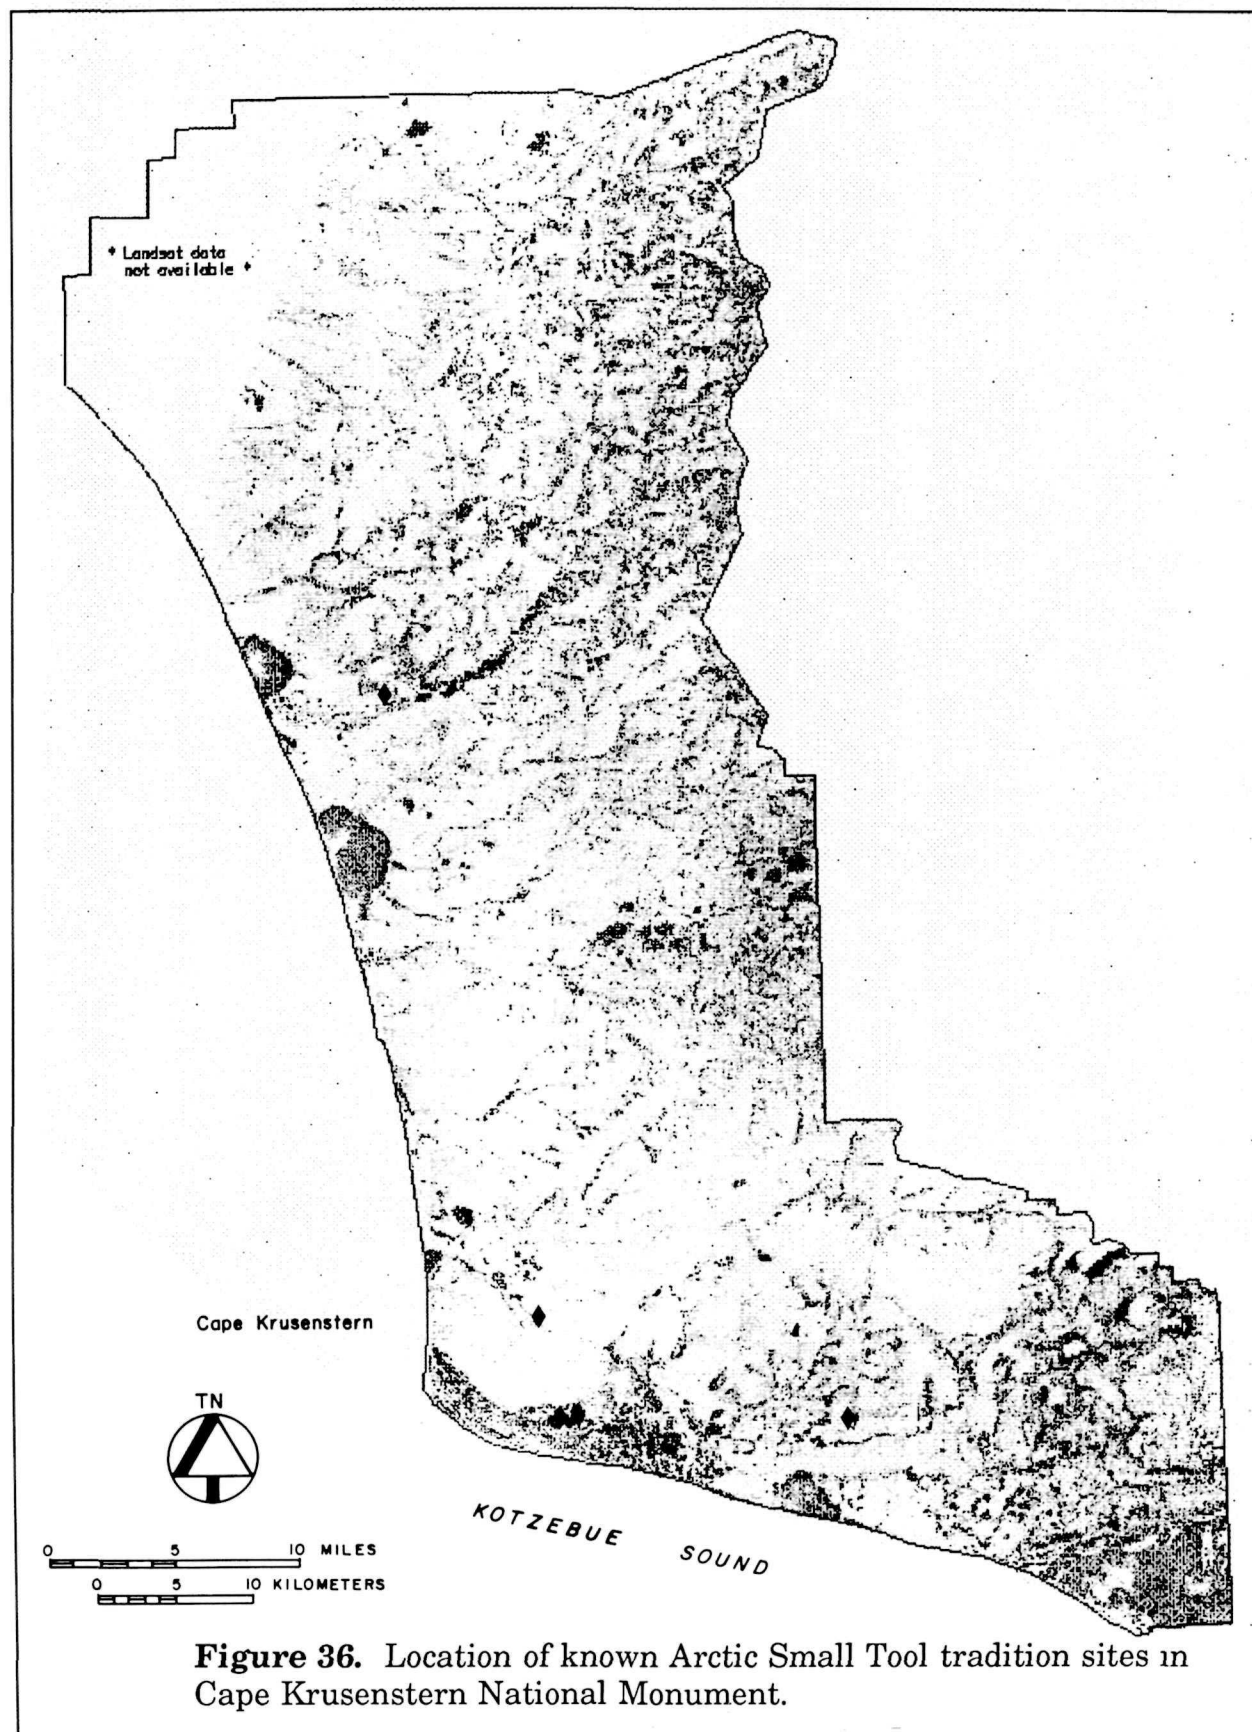 * Landsat data
not available *
Cape Krusenstern
TN
KOTZEBUE SOUND
0 5 10 MILES
0 5 10 KILOMETERS
Figure 36. Location of known Arctic Small Tool tradition sites in
Cape Krusenstern National Monument.